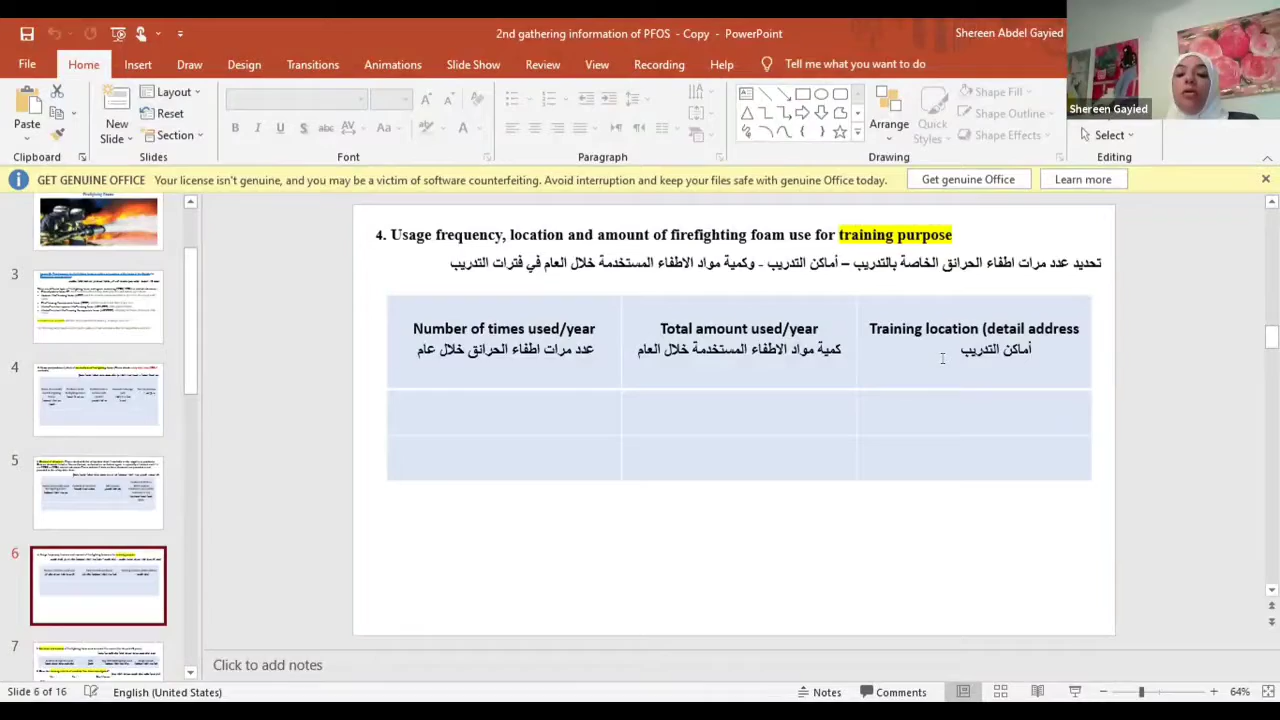 2nd gathering information of PFOS - Copy - PowerPoint
Shereen Abdel Gayied
File Home Insert Draw Design Transitions Animations Slide Show Review View Recording Help Tell me what you want to do
Paste
New
Slide
Layout
Reset
Section
B I U S abc AV Aa A
Arrange
Quick
Styles
Shape Fill
Shape Outline
Shape Effects
Shereen Gayied
Select
Clipboard Slides Font Paragraph Drawing Editing
GET GENUINE OFFICE Your license isn't genuine, and you may be a victim of software counterfeiting. Avoid interruption and keep your files safe with genuine Office today. Get genuine Office Learn more
3
4
5
6
7
4. Usage frequency, location and amount of firefighting foam use for training purpose
تحديد عدد مرات اطفاء الحرائق الخاصة بالتدريب – أماكن التدريب - وكمية مواد الاطفاء المستخدمة خلال العام في فترات التدريب
Number of times used/year
عدد مرات اطفاء الحرائق خلال عام
Total amount used/year
كمية مواد الاطفاء المستخدمة خلال العام
Training location (detail address
أماكن التدريب
Click to add notes
Slide 6 of 16 English (United States) Notes Comments 64%